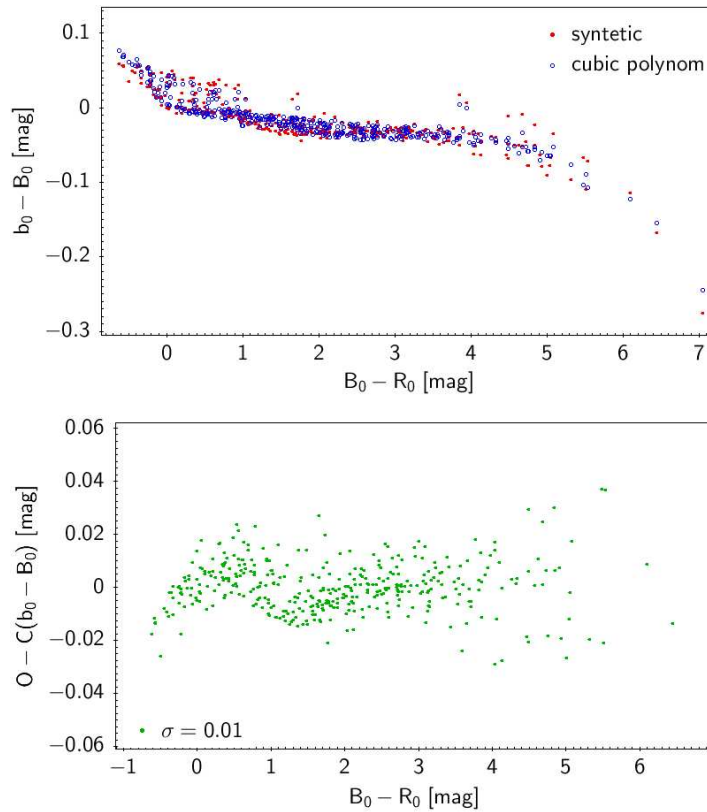 0.1
0
−0.1
−0.2
−0.3
b₀ − B₀ [mag]
syntetic
cubic polynom
0 1 2 3 4 5 6 7
B₀ − R₀ [mag]
0.06
0.04
0.02
0
−0.02
−0.04
−0.06
O − C(b₀ − B₀) [mag]
σ = 0.01
−1 0 1 2 3 4 5 6
B₀ − R₀ [mag]